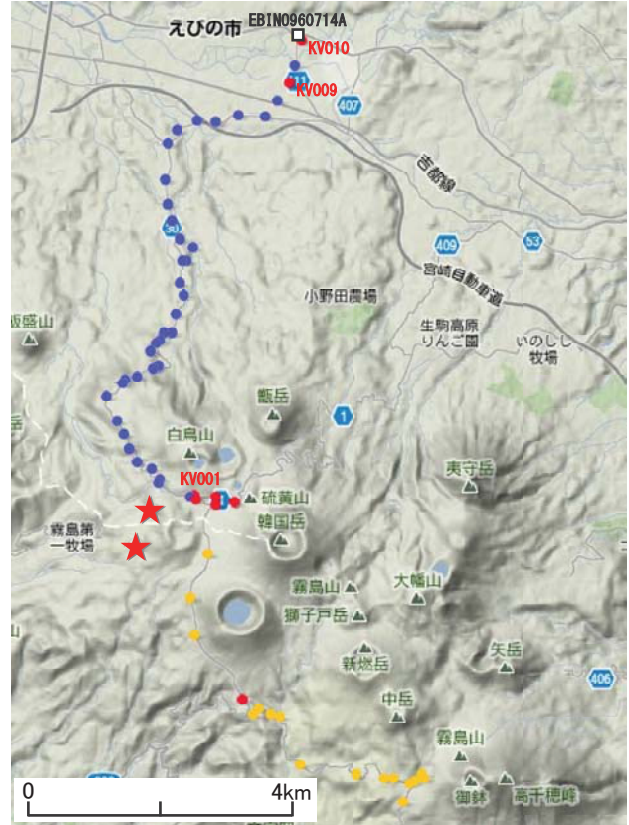 EBIN0960714A
えびの市
KV010
KV009
407
吉都線
409
53
宮崎自動車道
小野田農場
生駒高原
りんご園
いのしし
牧場
飯盛山
甑岳
1
白鳥山
夷守岳
KV001
硫黄山
霧島第
一牧場
韓国岳
霧島山
大幡山
獅子戸岳
新燃岳
矢岳
406
中岳
霧島山
御鉢
高千穂峰
0
4km